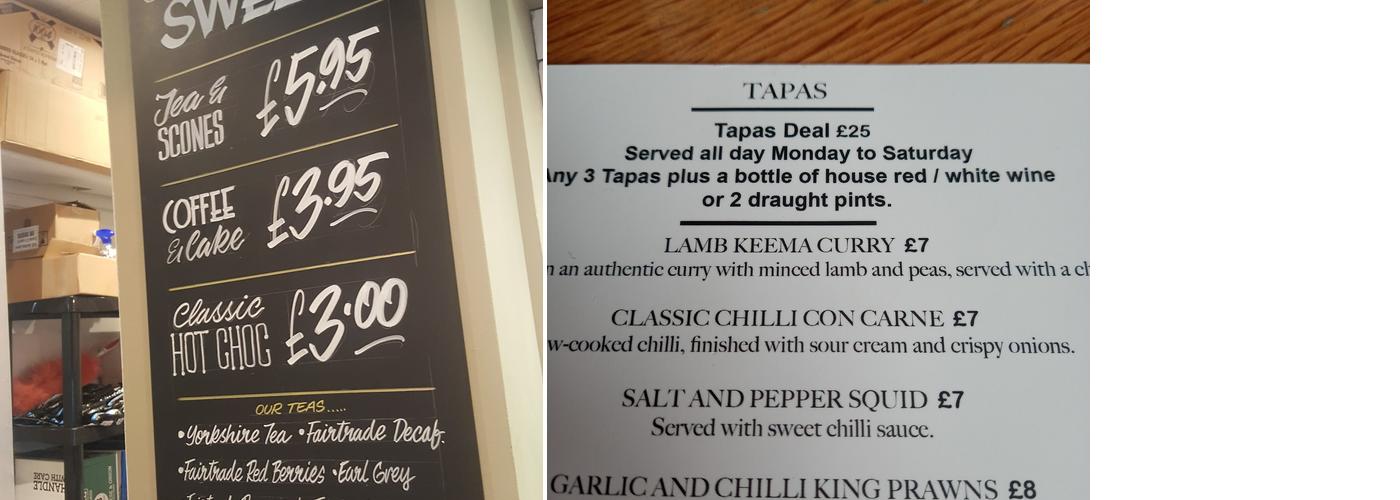 SWEE
Tea &
SCONES
£5.95
COFFEE
& Cake
£3.95
Classic
HOT CHOC
£3.00
OUR TEAS.....
• Yorkshire Tea • Fairtrade Decaf.
• Fairtrade Red Berries • Earl Grey
HANDLE
WITH CARE
TAPAS
Tapas Deal £25
Served all day Monday to Saturday
Any 3 Tapas plus a bottle of house red / white wine
or 2 draught pints.
LAMB KEEMA CURRY £7
an authentic curry with minced lamb and peas, served with a
CLASSIC CHILLI CON CARNE £7
w-cooked chilli, finished with sour cream and crispy onions.
SALT AND PEPPER SQUID £7
Served with sweet chilli sauce.
GARLIC AND CHILLI KING PRAWNS £8